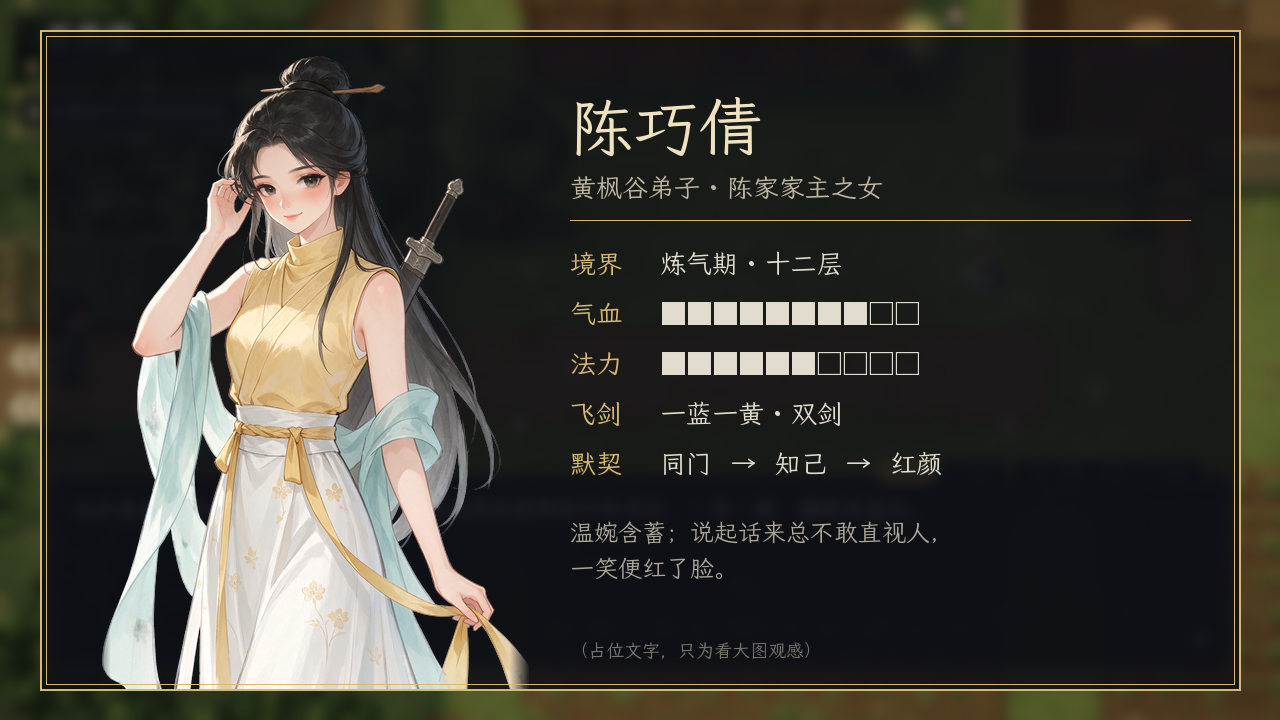 陈巧倩
黄枫谷弟子·陈家家主之女
境界 炼气期·十二层
气血
法力
飞剑 一蓝一黄·双剑
默契 同门 → 知己 → 红颜
温婉含蓄；说起话来总不敢直视人，
一笑便红了脸。
（占位文字，只为看大图观感）